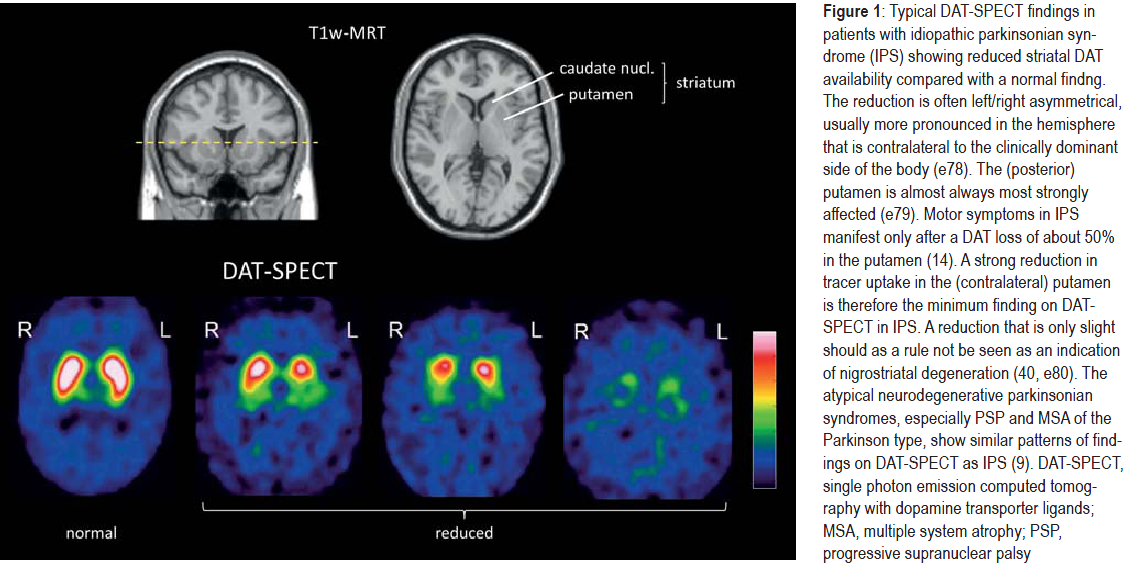 T1w-MRT
caudate nucl.
putamen
striatum
DAT-SPECT
R L R L R L R L
normal
reduced
Figure 1: Typical DAT-SPECT findings in
patients with idiopathic parkinsonian syn-
drome (IPS) showing reduced striatal DAT
availability compared with a normal findng.
The reduction is often left/right asymmetrical,
usually more pronounced in the hemisphere
that is contralateral to the clinically dominant
side of the body (e78). The (posterior)
putamen is almost always most strongly
affected (e79). Motor symptoms in IPS
manifest only after a DAT loss of about 50%
in the putamen (14). A strong reduction in
tracer uptake in the (contralateral) putamen
is therefore the minimum finding on DAT-
SPECT in IPS. A reduction that is only slight
should as a rule not be seen as an indication
of nigrostriatal degeneration (40, e80). The
atypical neurodegenerative parkinsonian
syndromes, especially PSP and MSA of the
Parkinson type, show similar patterns of find-
ings on DAT-SPECT as IPS (9). DAT-SPECT,
single photon emission computed tomog-
raphy with dopamine transporter ligands;
MSA, multiple system atrophy; PSP,
progressive supranuclear palsy